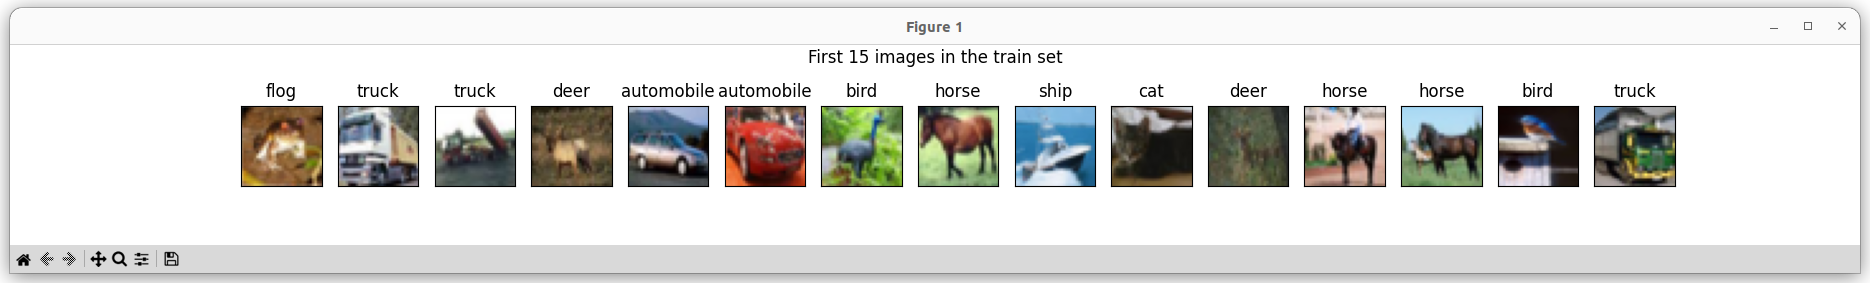 Figure 1
First 15 images in the train set
flog truck truck deer automobile automobile bird horse ship cat deer horse horse bird truck